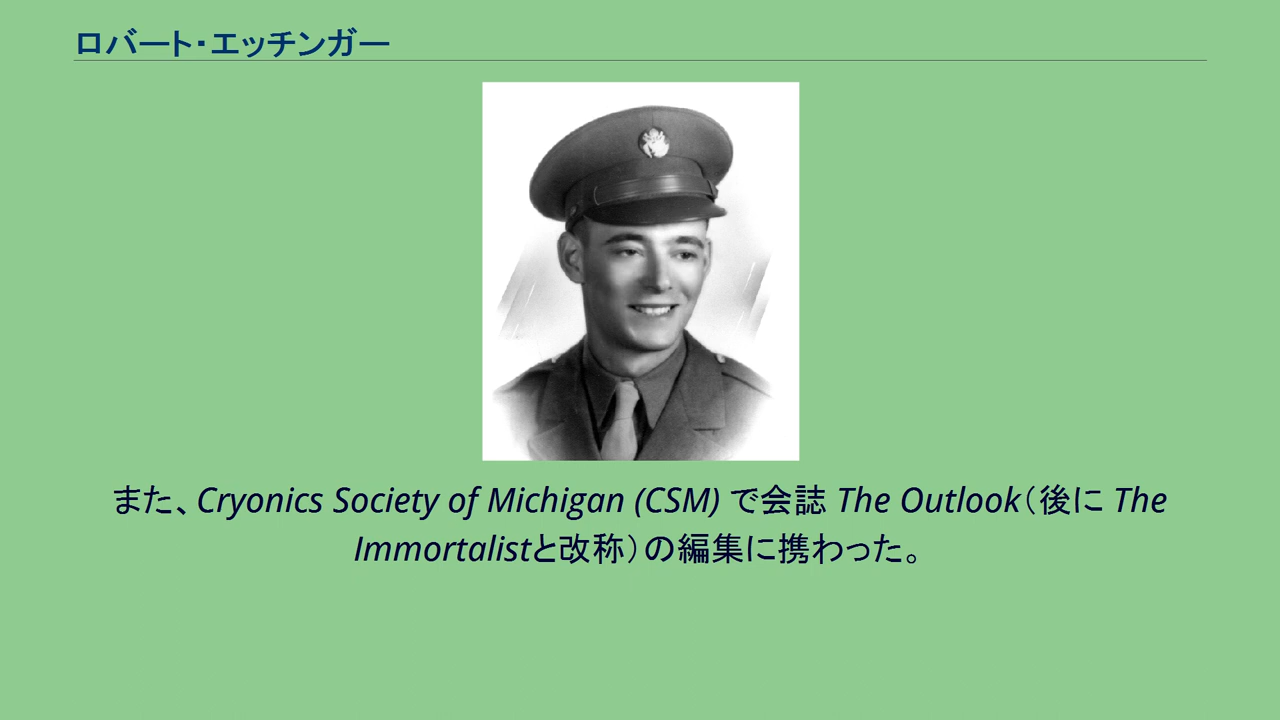 ロバート・エッチンガー
また、Cryonics Society of Michigan (CSM) で会誌 The Outlook（後に The
Immortalistと改称）の編集に携わった。